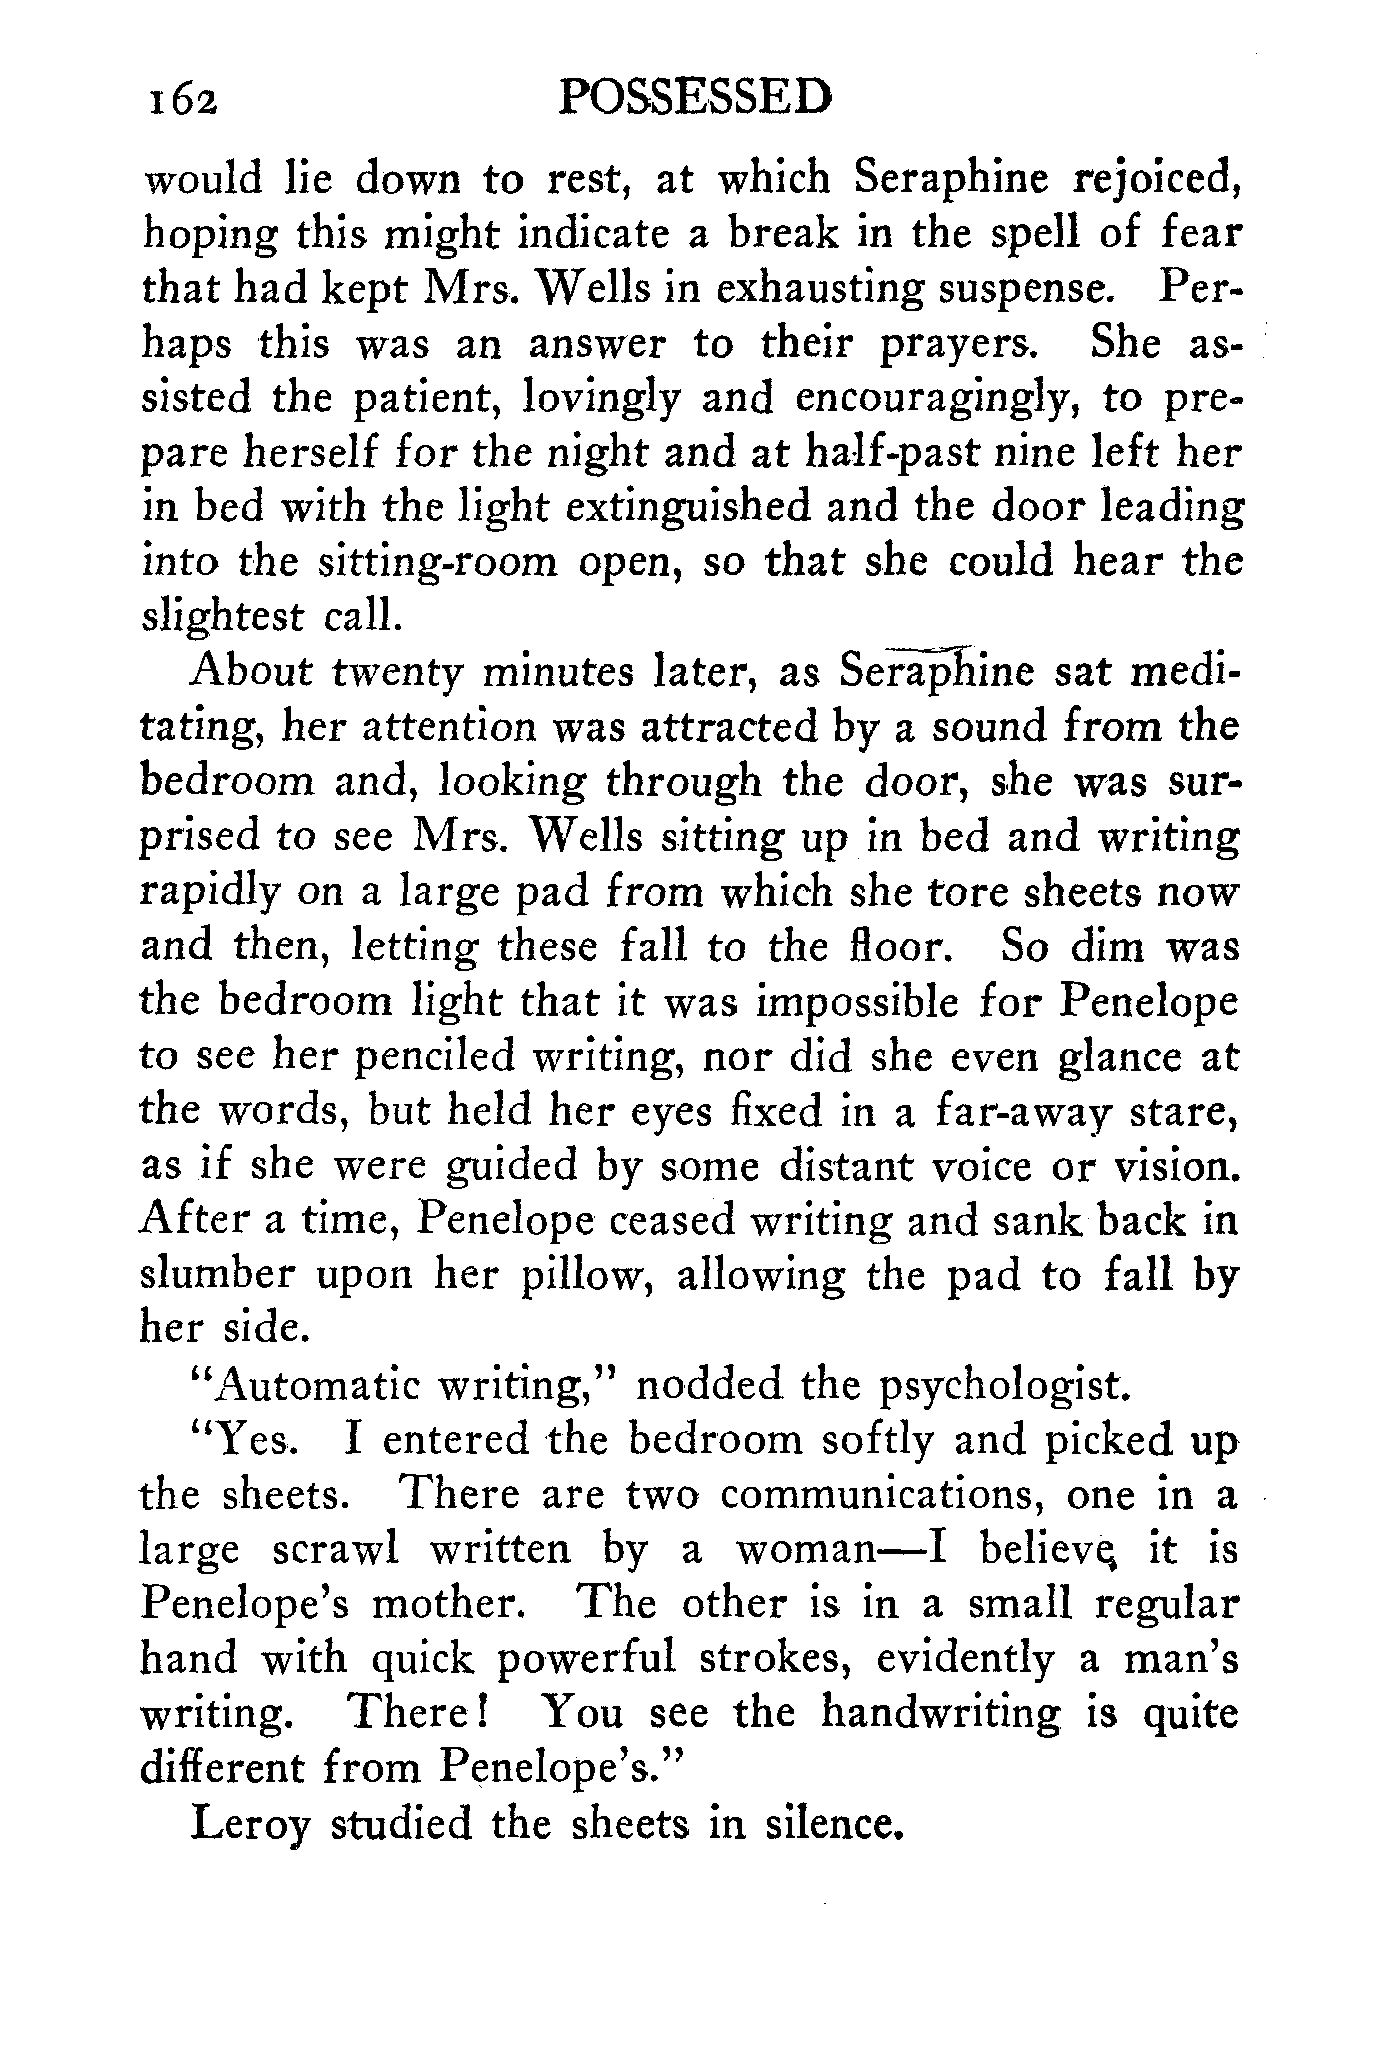 162 POSSESSED
would lie down to rest, at which Seraphine rejoiced,
hoping this might indicate a break in the spell of fear
that had kept Mrs. Wells in exhausting suspense. Per-
haps this was an answer to their prayers. She as-
sisted the patient, lovingly and encouragingly, to pre-
pare herself for the night and at half-past nine left her
in bed with the light extinguished and the door leading
into the sitting-room open, so that she could hear the
slightest call.
About twenty minutes later, as Seraphine sat medi-
tating, her attention was attracted by a sound from the
bedroom and, looking through the door, she was sur-
prised to see Mrs. Wells sitting up in bed and writing
rapidly on a large pad from which she tore sheets now
and then, letting these fall to the floor. So dim was
the bedroom light that it was impossible for Penelope
to see her penciled writing, nor did she even glance at
the words, but held her eyes fixed in a far-away stare,
as if she were guided by some distant voice or vision.
After a time, Penelope ceased writing and sank back in
slumber upon her pillow, allowing the pad to fall by
her side.
"Automatic writing," nodded the psychologist.
"Yes. I entered the bedroom softly and picked up
the sheets. There are two communications, one in a
large scrawl written by a woman—I believe it is
Penelope's mother. The other is in a small regular
hand with quick powerful strokes, evidently a man's
writing. There! You see the handwriting is quite
different from Penelope's."
Leroy studied the sheets in silence.